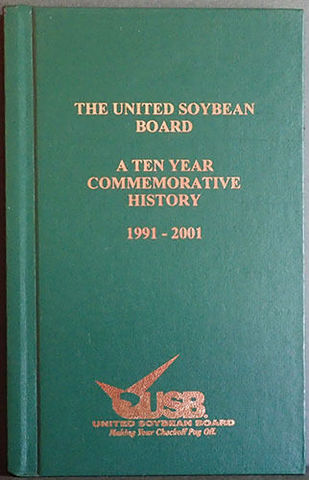 THE UNITED SOYBEAN
BOARD
A TEN YEAR
COMMEMORATIVE
HISTORY
1991 - 2001
USB.
UNITED SOYBEAN BOARD
Making Your Checkoff Pay Off.